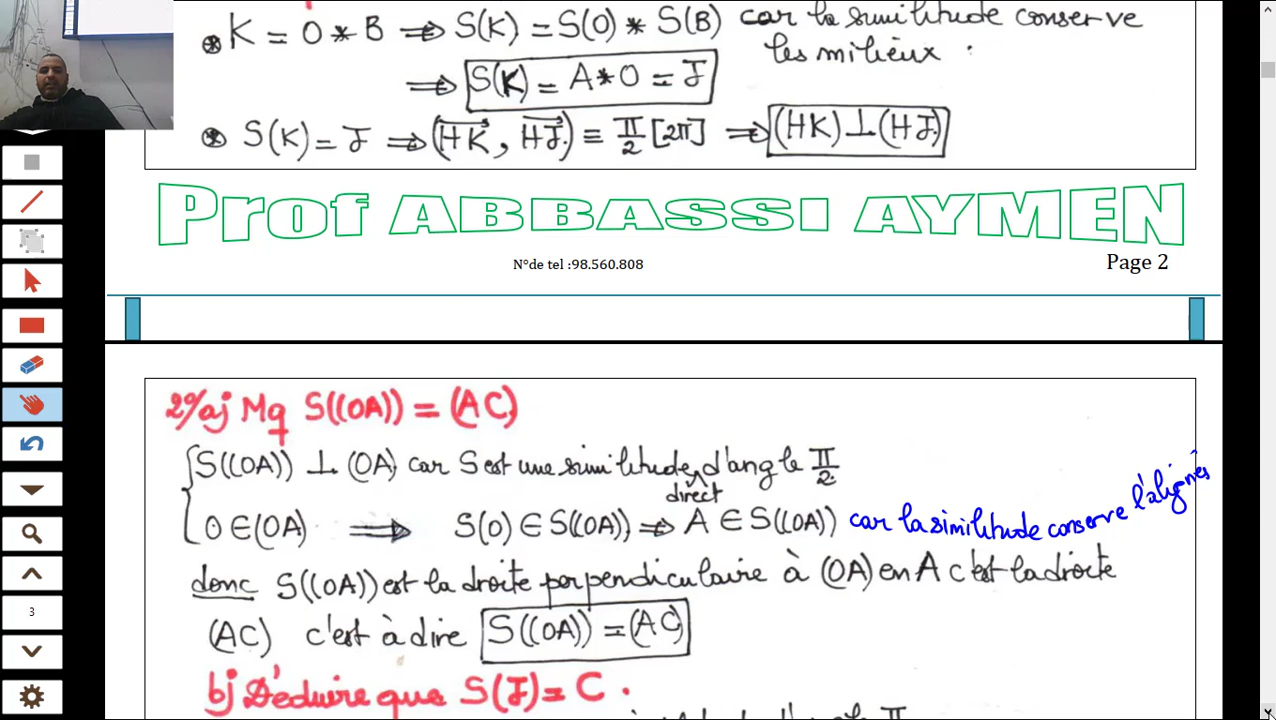 K = O * B ⟹ S(K) = S(O) * S(B) car la similitude conserve
les milieux .
⟹ S(K) = A * O = J
S(K) = J ⟹ (HK, HJ) ≡ π/2 [2π] ⟹ (HK) ⊥ (HJ)
Prof ABBASSI AYMEN
N°de tel :98.560.808
Page 2
2°/a) Mq S((OA)) = (AC)
S((OA)) ⊥ (OA) car S est une similitude direct d'angle π/2
O ∈ (OA) ⟹ S(O) ∈ S((OA)) ⟹ A ∈ S((OA)) car la similitude conserve l'alignés
donc S((OA)) est la droite perpendiculaire à (OA) en A c'est la droite
(AC) c'est à dire S((OA)) = (AC)
b) Déduire que S(J) = C .
3